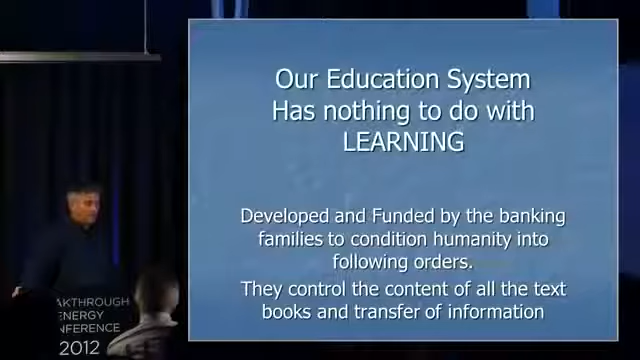 Our Education System
Has nothing to do with
LEARNING
Developed and Funded by the banking
families to condition humanity into
following orders.
They control the content of all the text
books and transfer of information
AKTHROUGH
ENERGY
NFERENCE
2012